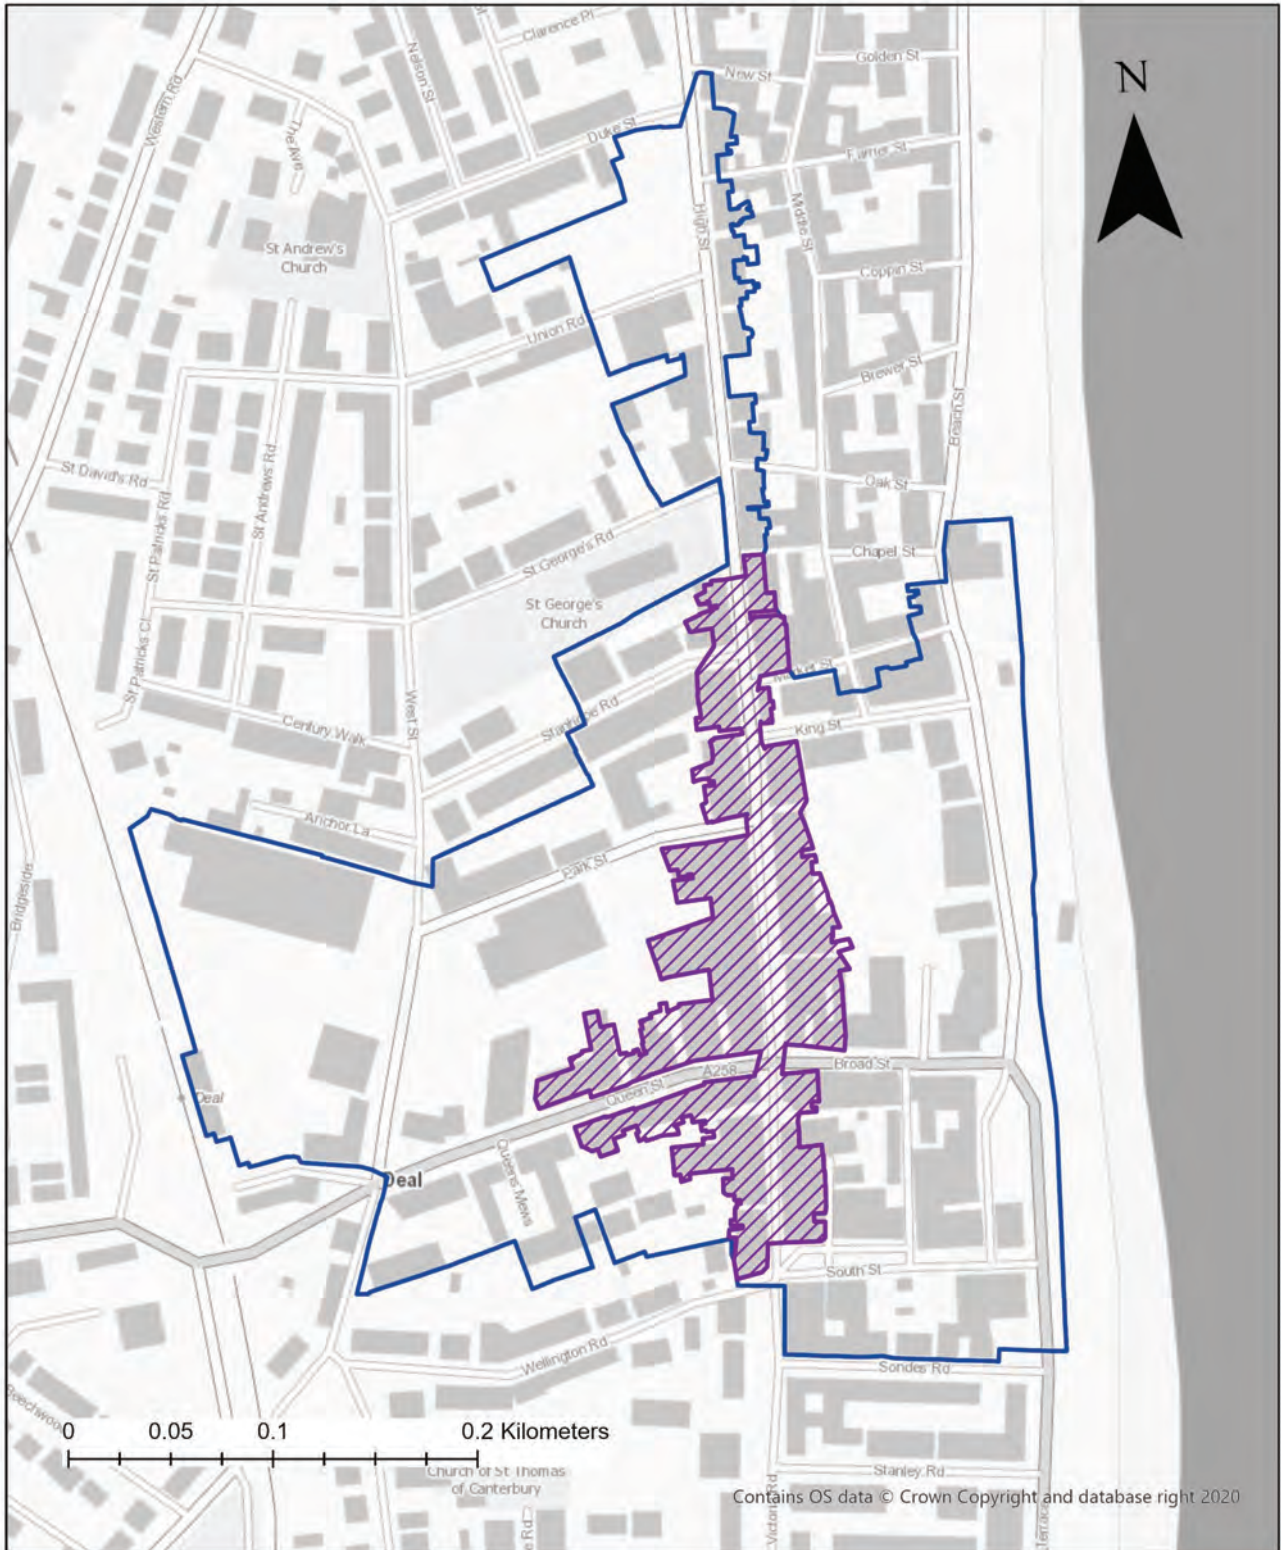 Clarence Pl
Golden St
New St
N
Nelson St
Western Rd
The Ave
Duke St
Farrier St
High St
Middle St
St Andrew's
Church
Coppin St
Union Rd
Brewer St
Beach St
St David's Rd
St Andrews Rd
St Patricks Rd
Oak St
St George's Rd
Chapel St
St George's
Church
St Patricks Cl
Market St
West St
Century Walk
Stanhope Rd
King St
Anchor La
Park St
Bridgeside
Broad St
A258
Queen St
Deal
Queens Mews
Deal
South St
Wellington Rd
Sondes Rd
0
0.05
0.1
0.2 Kilometers
Church of St Thomas
of Canterbury
Stanley Rd
Contains OS data © Crown Copyright and database right 2020
Victoria Rd